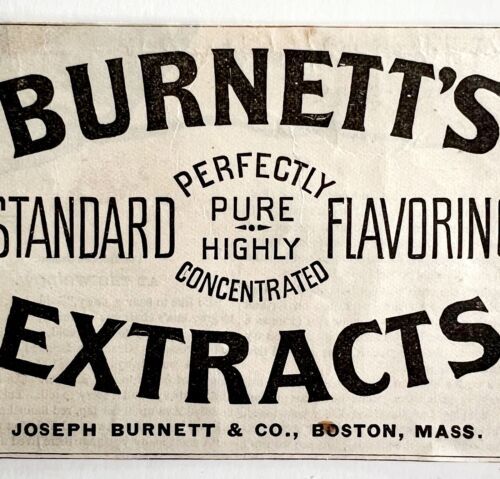 BURNETT'S
PERFECTLY
STANDARD PURE FLAVORING
HIGHLY
CONCENTRATED
EXTRACTS
JOSEPH BURNETT & CO., BOSTON, MASS.